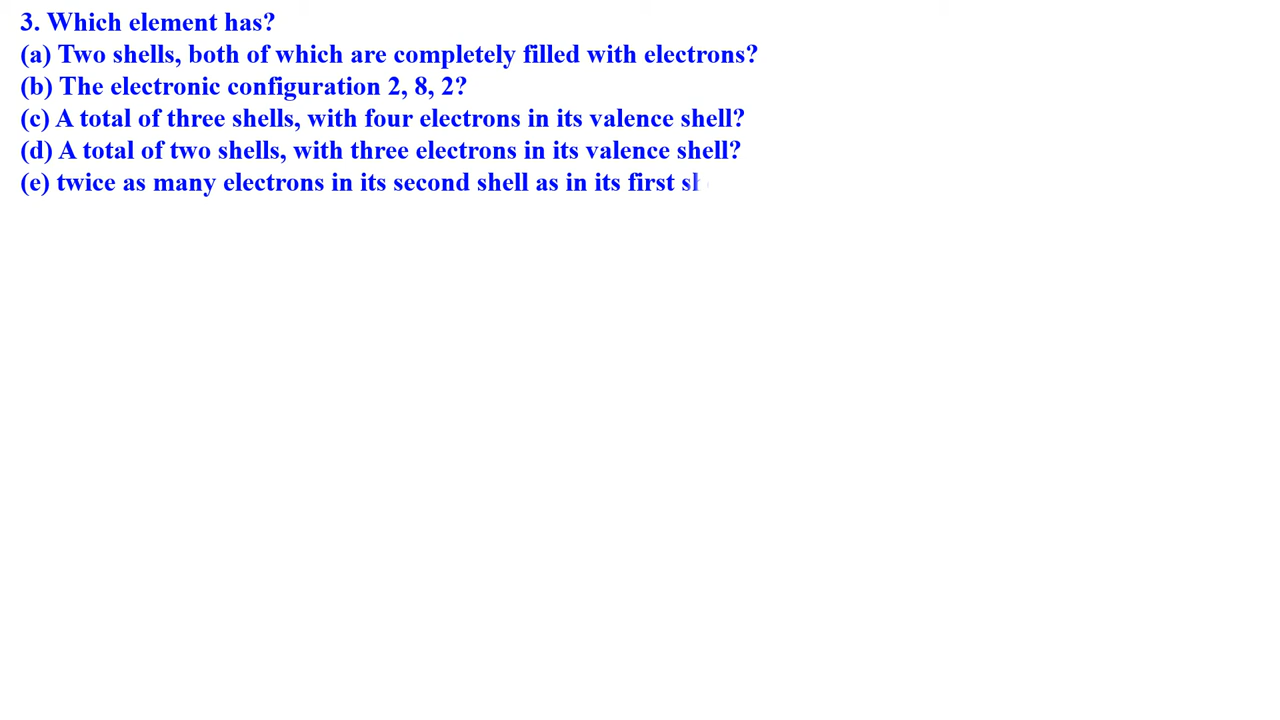 3. Which element has?
(a) Two shells, both of which are completely filled with electrons?
(b) The electronic configuration 2, 8, 2?
(c) A total of three shells, with four electrons in its valence shell?
(d) A total of two shells, with three electrons in its valence shell?
(e) twice as many electrons in its second shell as in its first